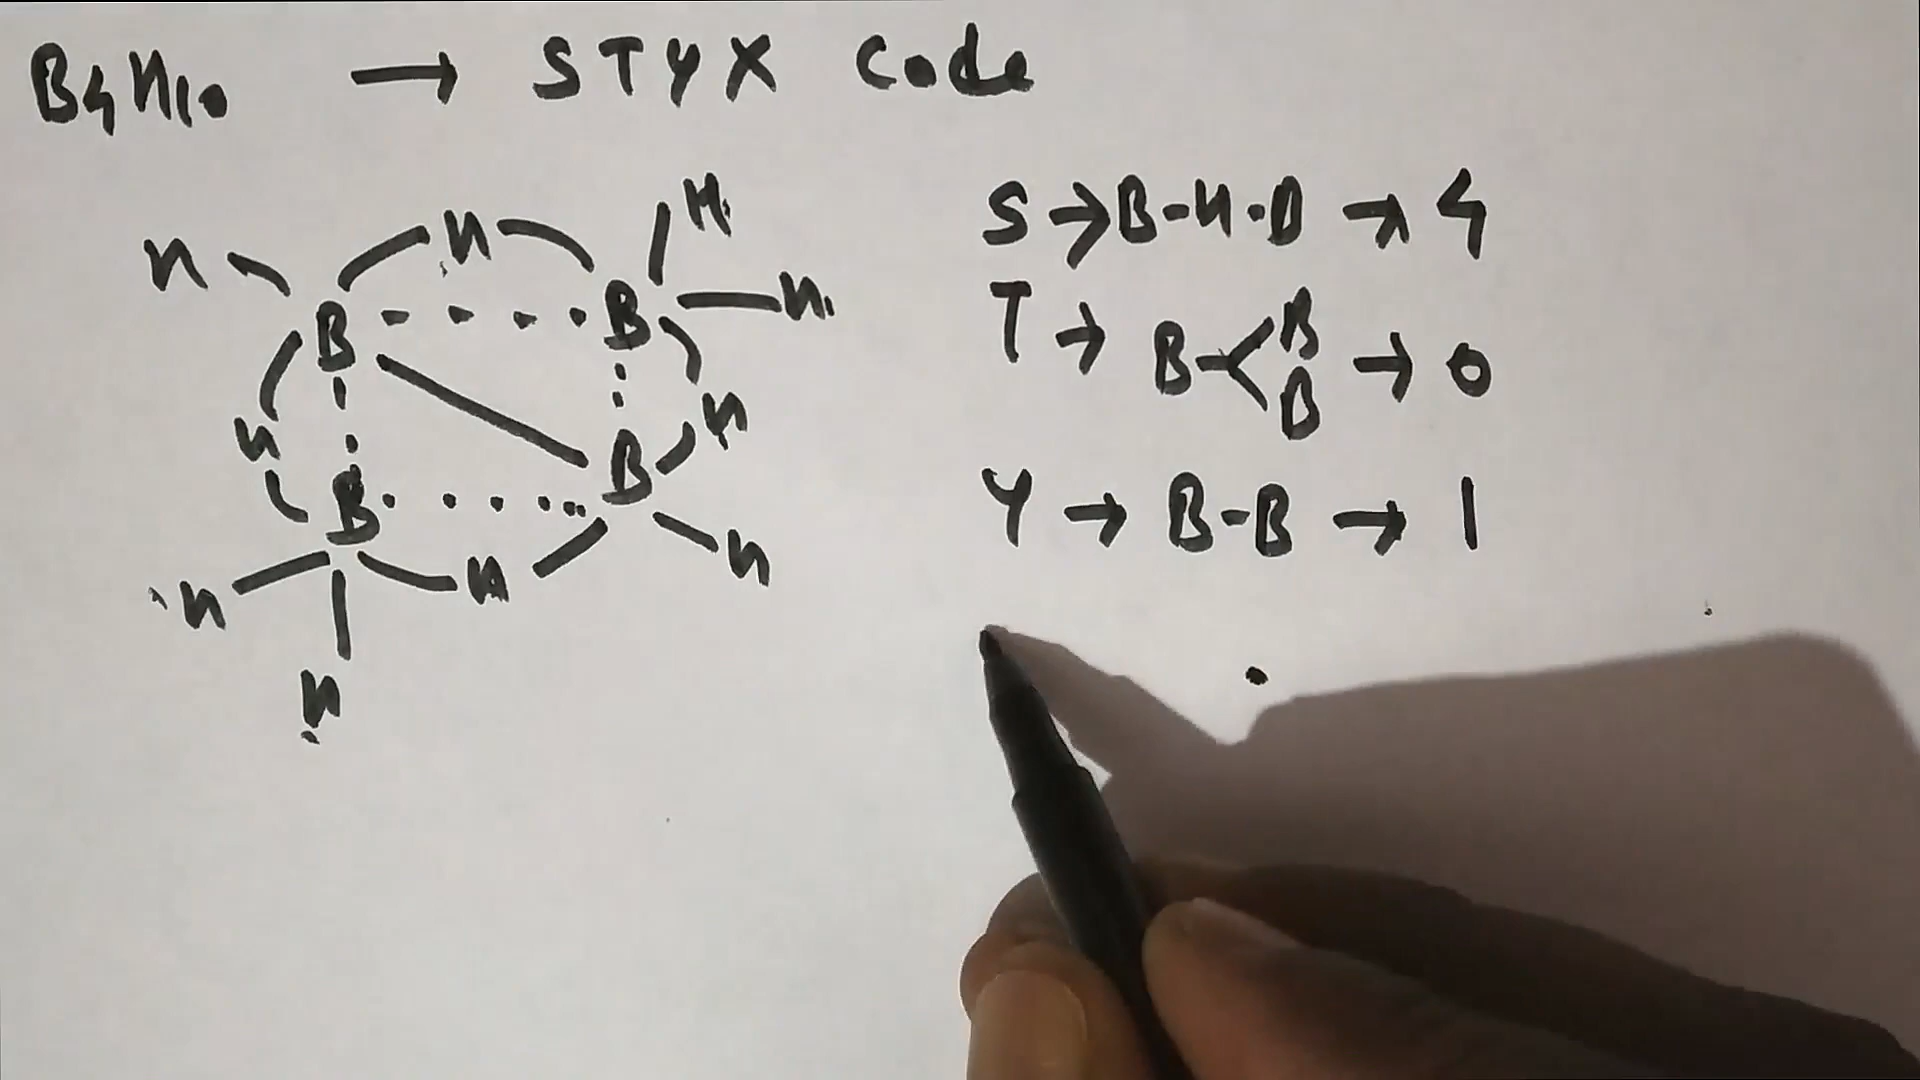 B4H10 → STYX Code
H H H
B B H
H H
B B
H H H
H
S → B-H-B → 4
T → B-<B B → 0
Y → B-B → 1